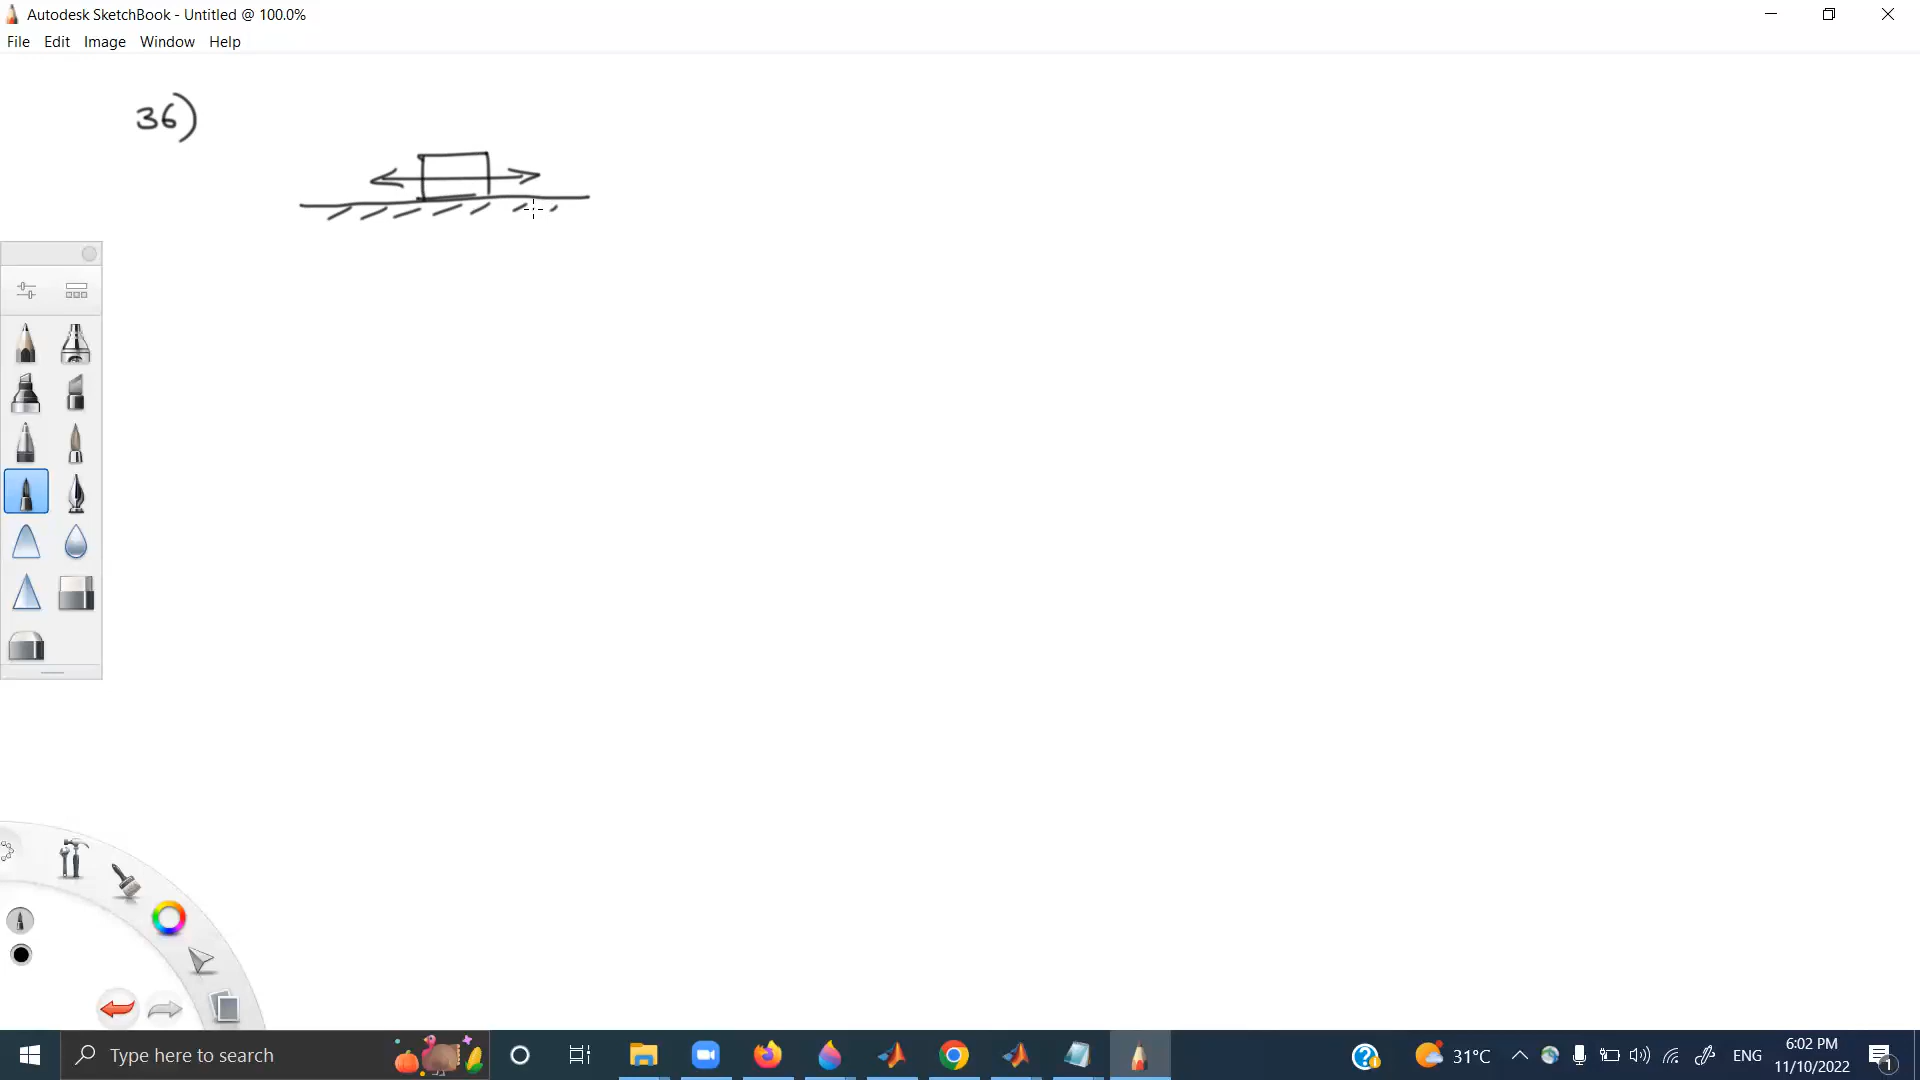 Autodesk SketchBook - Untitled @ 100.0%
File Edit Image Window Help
36)
Type here to search
31°C
ENG
6:02 PM
11/10/2022
1